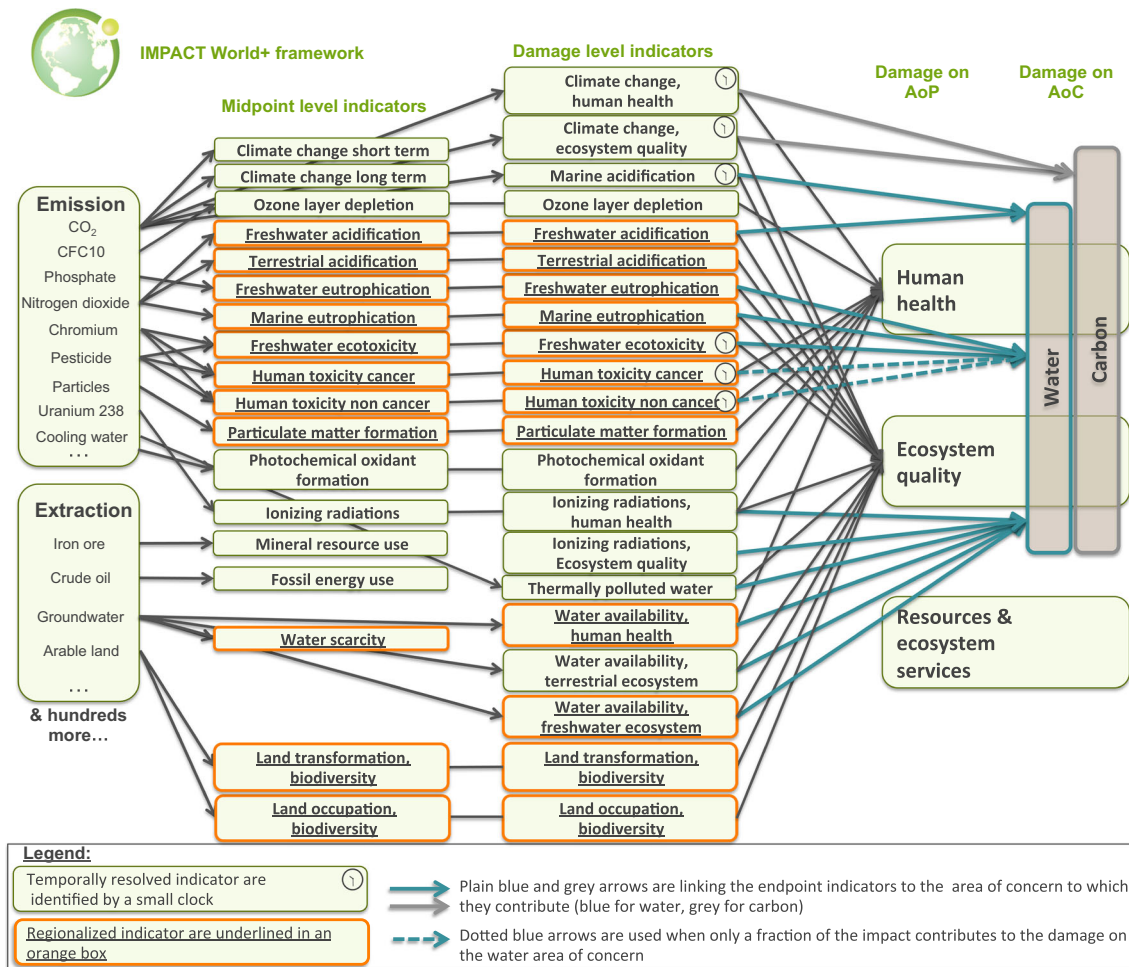 IMPACT World+ framework
Damage level indicators
Midpoint level indicators
Damage on
AoP
Damage on
AoC
Emission
CO2
CFC10
Phosphate
Nitrogen dioxide
Chromium
Pesticide
Particles
Uranium 238
Cooling water
...
Extraction
Iron ore
Crude oil
Groundwater
Arable land
...
& hundreds
more...
Climate change short term
Climate change long term
Ozone layer depletion
Freshwater acidification
Terrestrial acidification
Freshwater eutrophication
Marine eutrophication
Freshwater ecotoxicity
Human toxicity cancer
Human toxicity non cancer
Particulate matter formation
Photochemical oxidant
formation
Ionizing radiations
Mineral resource use
Fossil energy use
Water scarcity
Land transformation,
biodiversity
Land occupation,
biodiversity
Climate change,
human health
Climate change,
ecosystem quality
Marine acidification
Ozone layer depletion
Freshwater acidification
Terrestrial acidification
Freshwater eutrophication
Marine eutrophication
Freshwater ecotoxicity
Human toxicity cancer
Human toxicity non cancer
Particulate matter formation
Photochemical oxidant
formation
Ionizing radiations,
human health
Ionizing radiations,
Ecosystem quality
Thermally polluted water
Water availability,
human health
Water availability,
terrestrial ecosystem
Water availability,
freshwater ecosystem
Land transformation,
biodiversity
Land occupation,
biodiversity
Human
health
Ecosystem
quality
Resources &
ecosystem
services
Water
Carbon
Legend:
Temporally resolved indicator are
identified by a small clock
Regionalized indicator are underlined in an
orange box
Plain blue and grey arrows are linking the endpoint indicators to the area of concern to which
they contribute (blue for water, grey for carbon)
Dotted blue arrows are used when only a fraction of the impact contributes to the damage on
the water area of concern